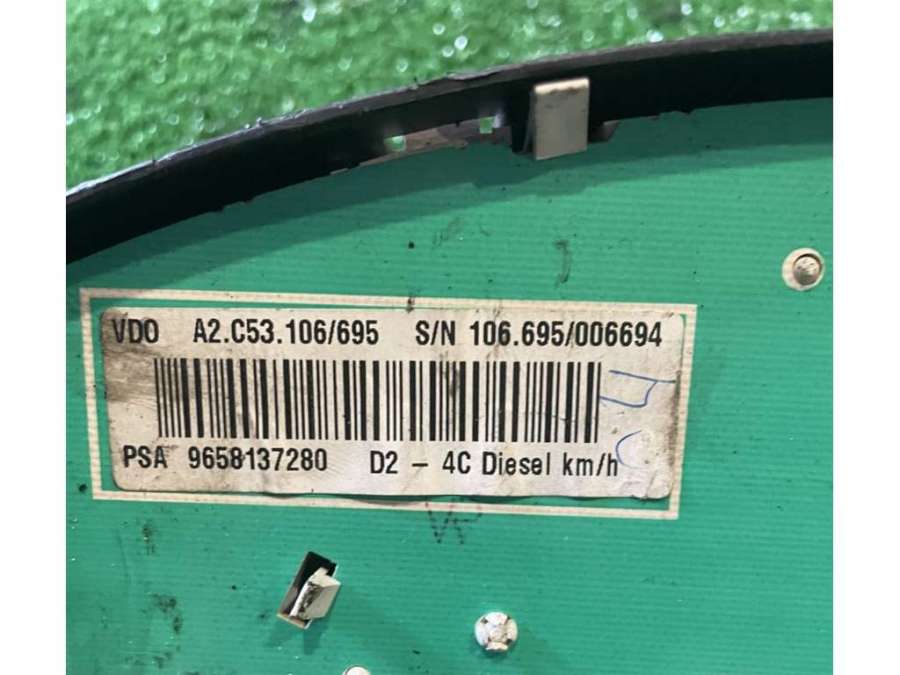 VDO A2.C53.106/695 S/N 106.695/006694
PSA 9658137280 D2 - 4C Diesel km/h